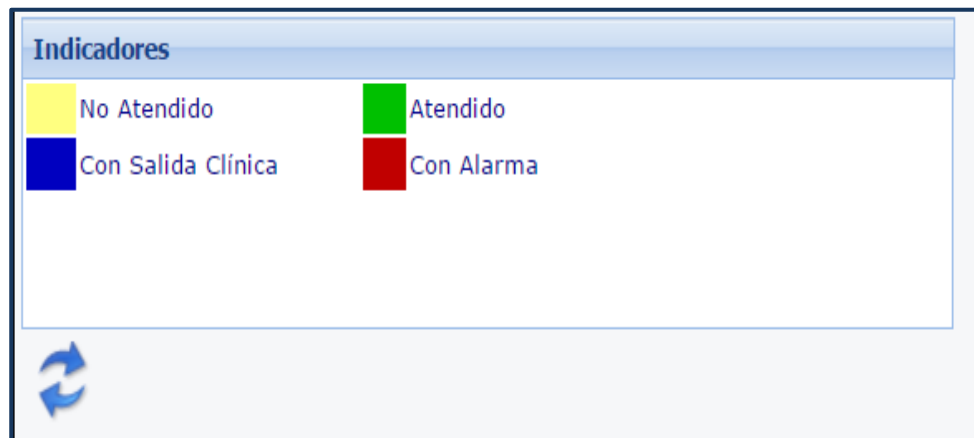 Indicadores
No Atendido Atendido
Con Salida Clínica Con Alarma